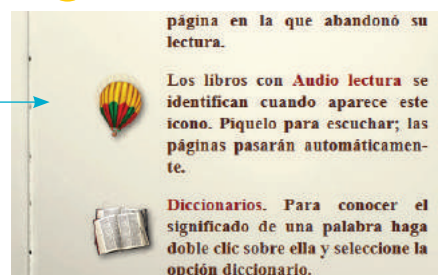 página en la que abandonó su
lectura.
Los libros con Audio lectura se
identifican cuando aparece este
icono. Píquelo para escuchar; las
páginas pasarán automáticamen-
te.
Diccionarios. Para conocer el
significado de una palabra haga
doble clic sobre ella y seleccione la
opción diccionario.